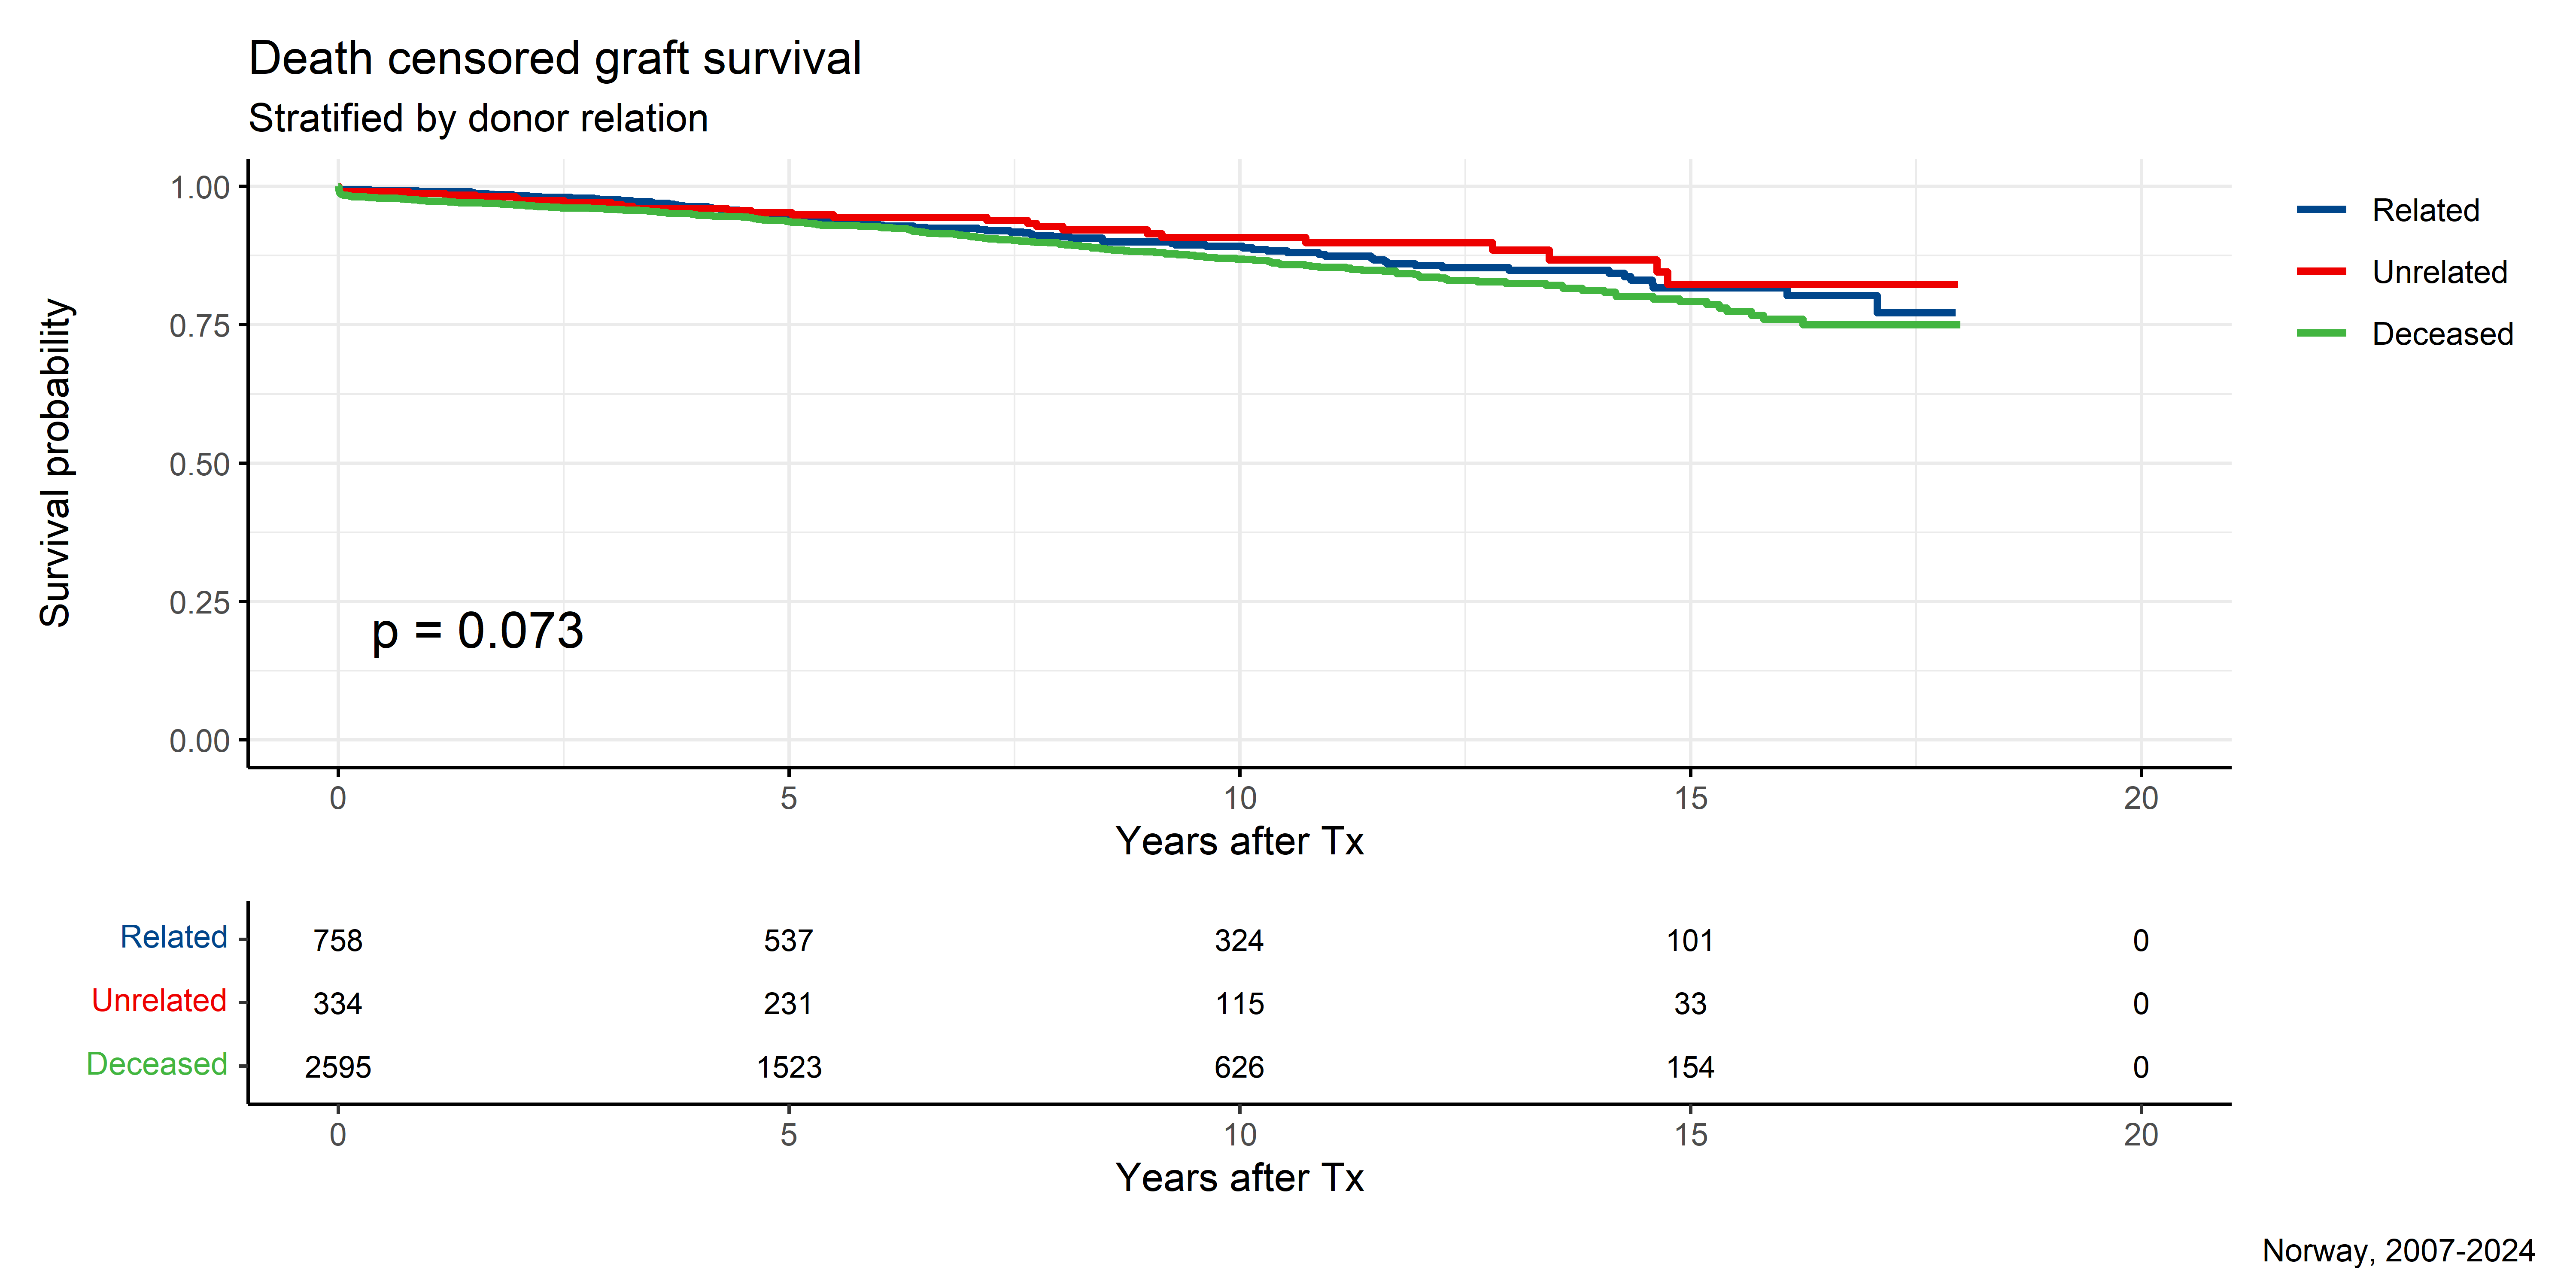 Death censored graft survival
Stratified by donor relation
Survival probability
1.00
0.75
0.50
0.25
0.00
p = 0.073
0 5 10 15 20
Years after Tx
Related
Unrelated
Deceased
Related 758 537 324 101 0
Unrelated 334 231 115 33 0
Deceased 2595 1523 626 154 0
0 5 10 15 20
Years after Tx
Norway, 2007-2024